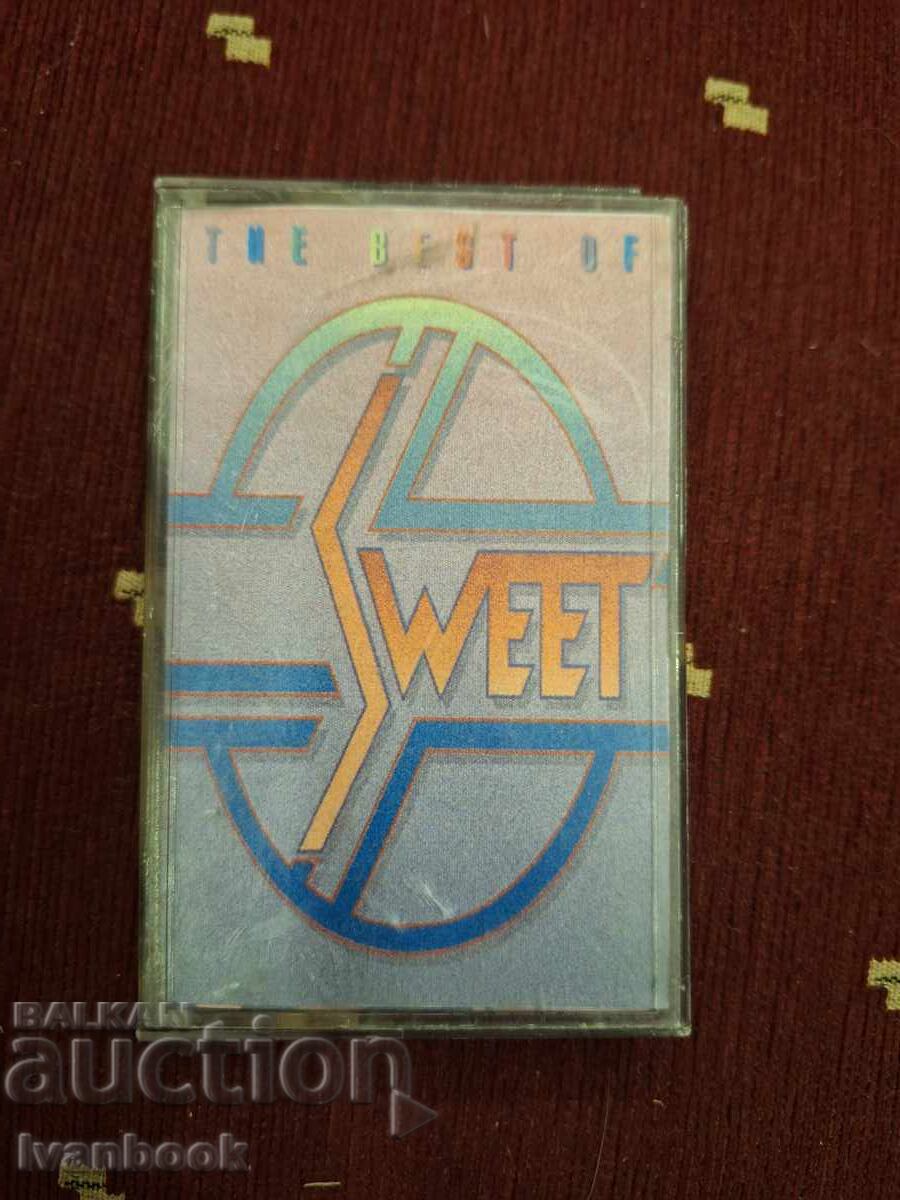 THE BEST OF
SWEET
BALKAN
auction
Ivanbook